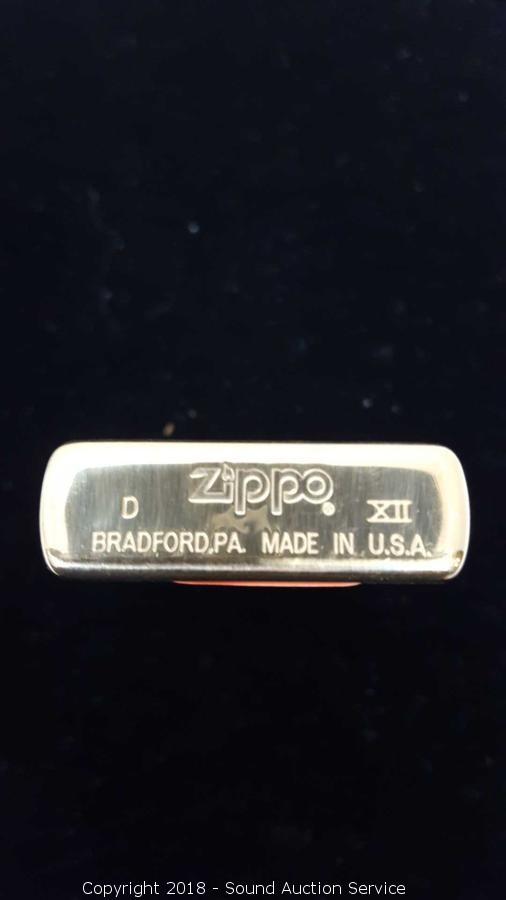 Zippo®
D XII
BRADFORD,PA. MADE IN U.S.A.
Copyright 2018 - Sound Auction Service